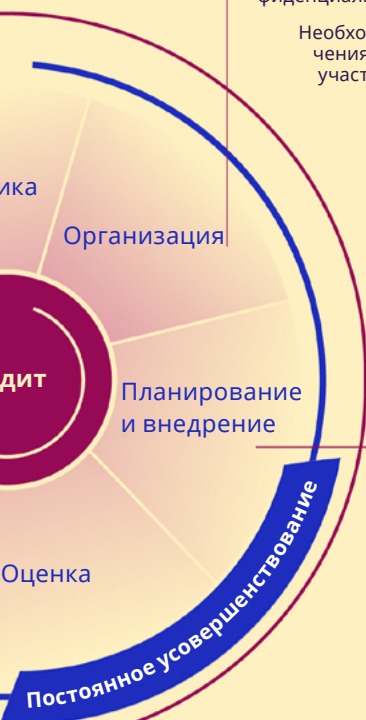 Необхо
чения
участ
ика
Организация
дит
Планирование
и внедрение
Оценка
Постоянное усовершенствование